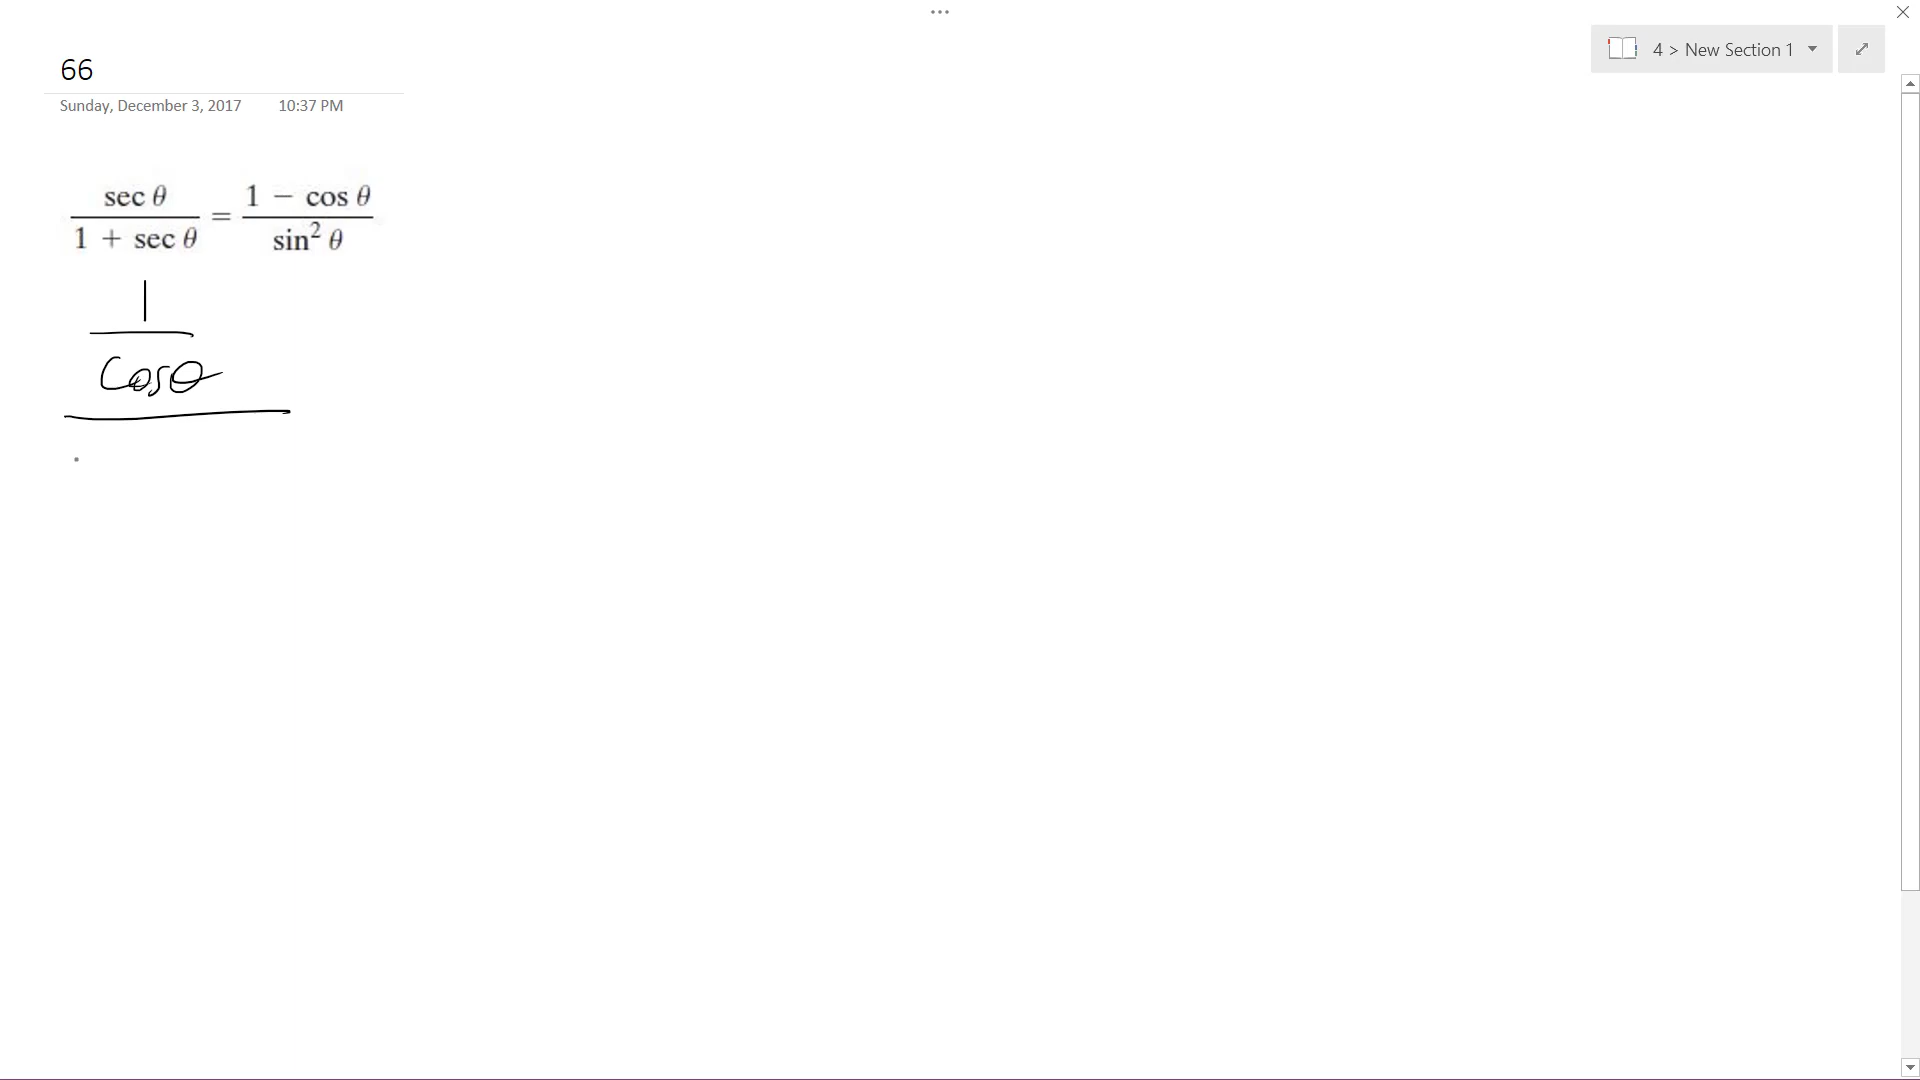 4 > New Section 1
66
Sunday, December 3, 2017 10:37 PM
sec θ / 1 + sec θ = 1 − cos θ / sin² θ
1
cosθ